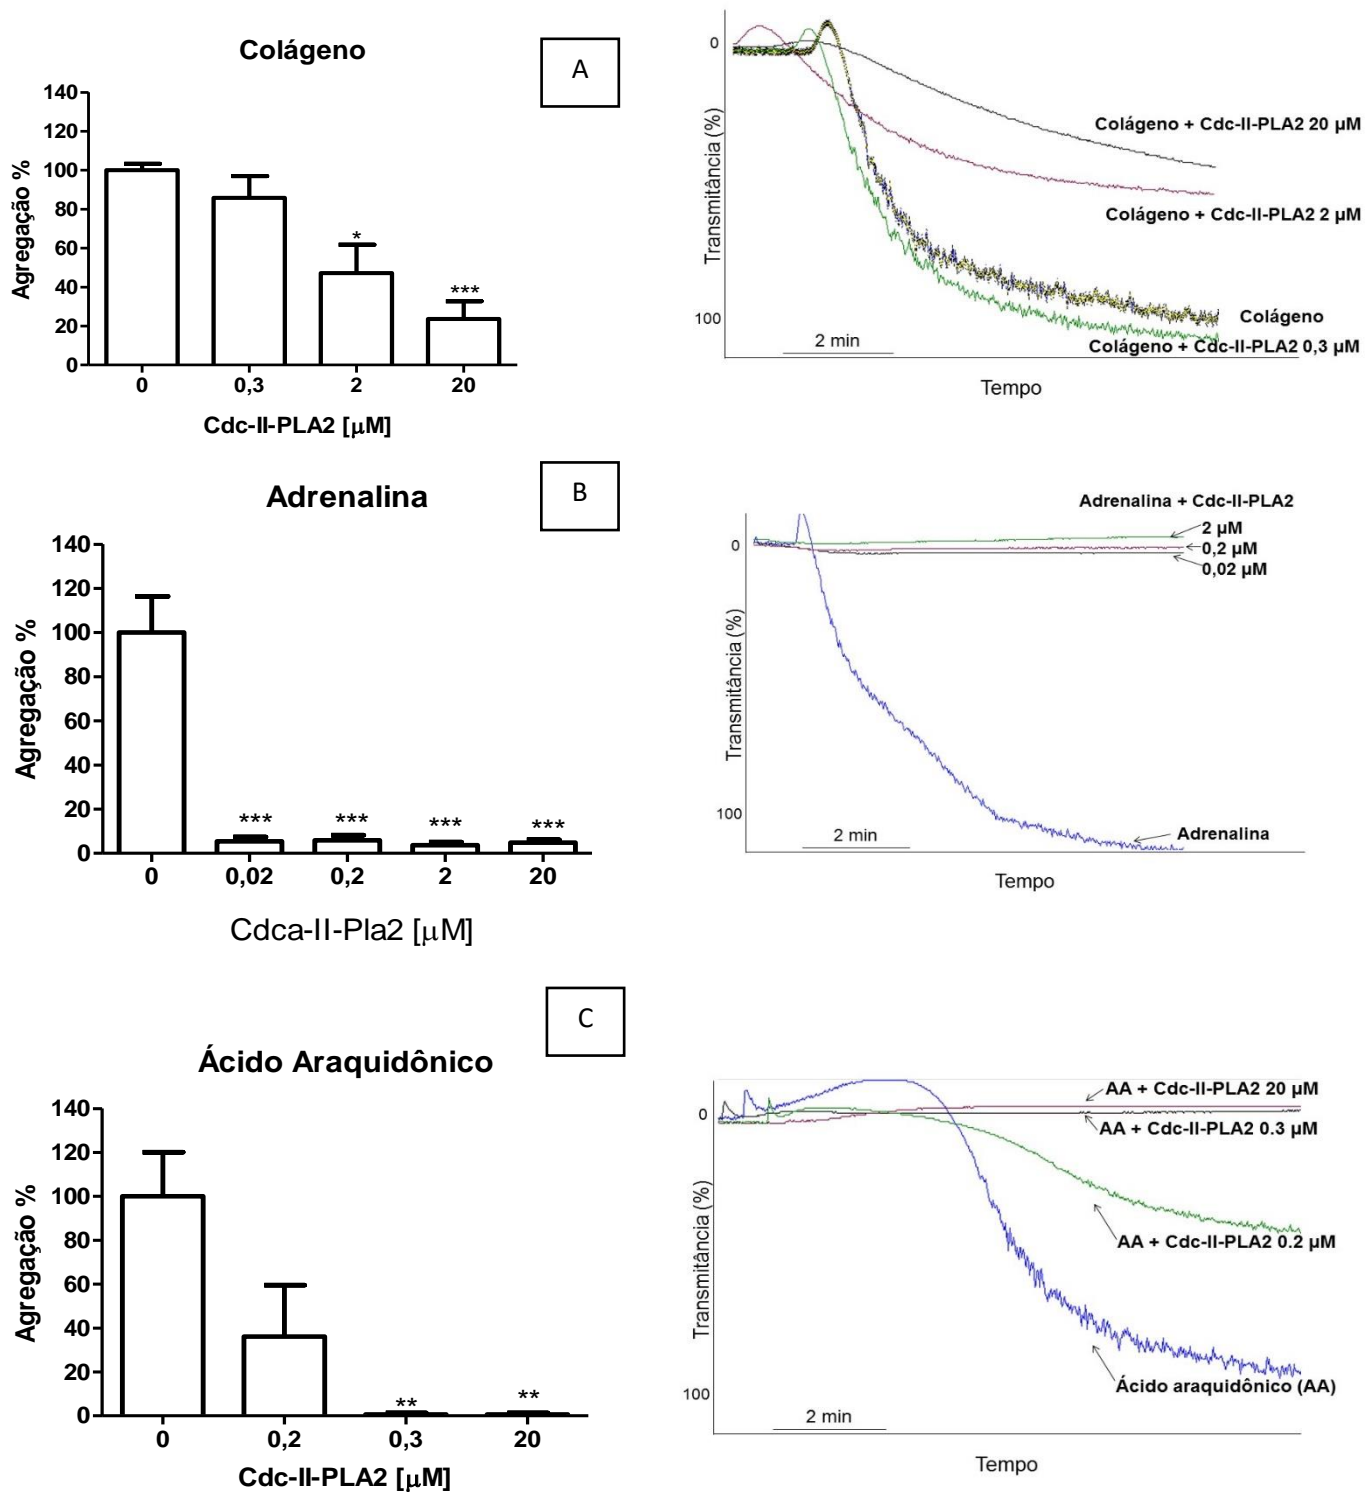 Colágeno
A
Agregação %
140
120
100
80
60
40
20
0
*
***
0
0,3
2
20
Cdc-II-PLA2 [μM]
Transmitância (%)
0
100
Colágeno + Cdc-II-PLA2 20 μM
Colágeno + Cdc-II-PLA2 2 μM
Colágeno
Colágeno + Cdc-II-PLA2 0,3 μM
2 min
Tempo
Adrenalina
B
Agregação %
140
120
100
80
60
40
20
0
***
***
***
***
0
0,02
0,2
2
20
Cdca-II-Pla2 [μM]
Transmitância (%)
0
100
Adrenalina + Cdc-II-PLA2
2 μM
0,2 μM
0,02 μM
Adrenalina
2 min
Tempo
Ácido Araquidônico
C
Agregação %
140
120
100
80
60
40
20
0
**
**
0
0,2
0,3
20
Cdc-II-PLA2 [μM]
Transmitância (%)
0
100
AA + Cdc-II-PLA2 20 μM
AA + Cdc-II-PLA2 0.3 μM
AA + Cdc-II-PLA2 0.2 μM
Ácido araquidônico (AA)
2 min
Tempo